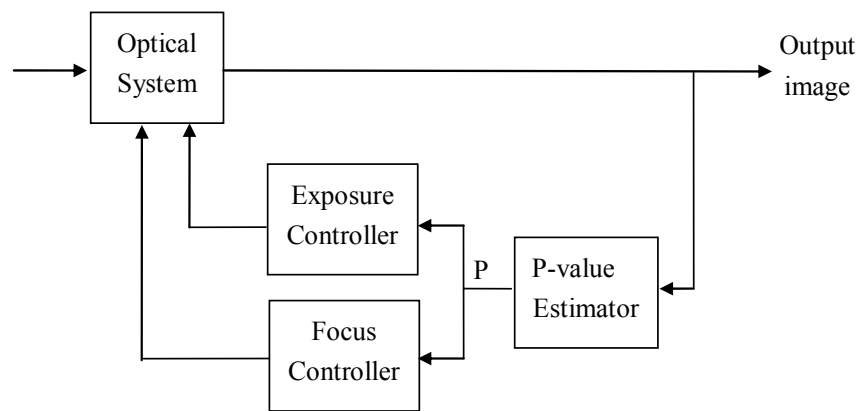 Optical
System
Output
image
Exposure
Controller
P
P-value
Estimator
Focus
Controller